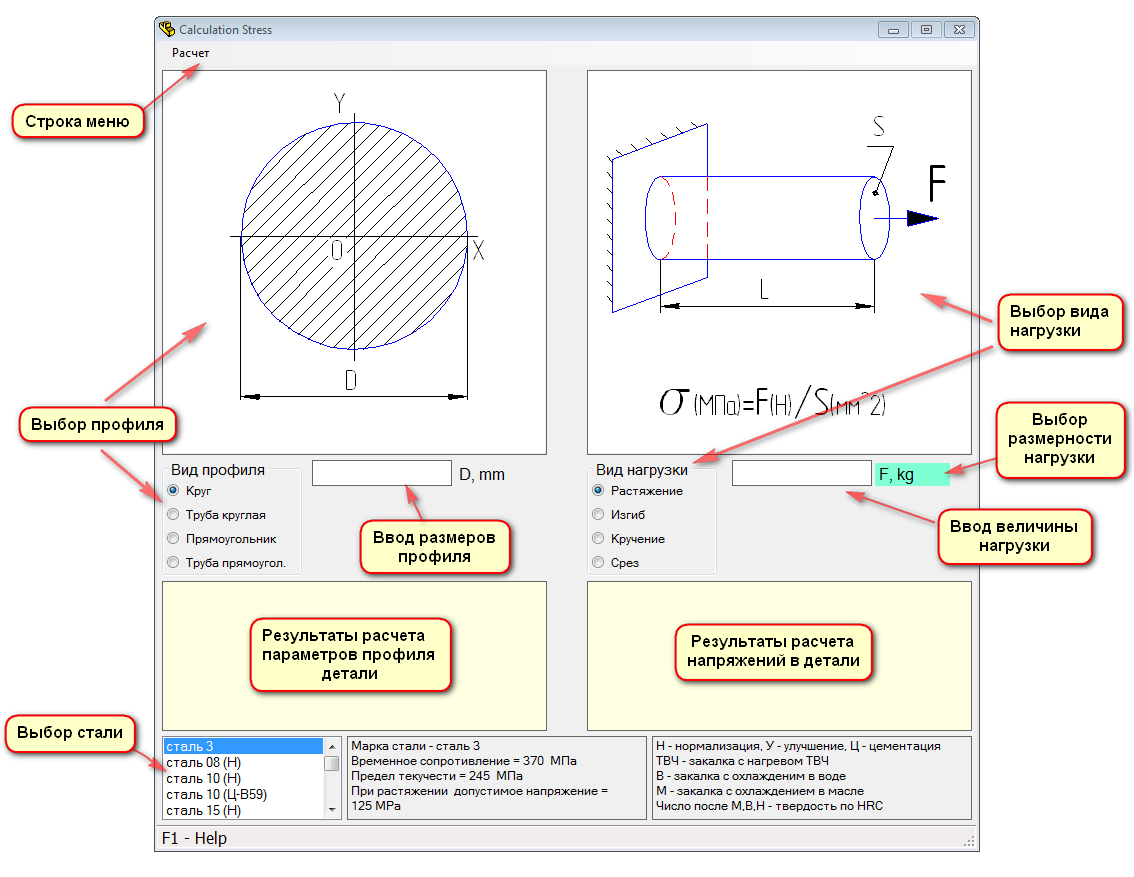 Calculation Stress
Расчет
Строка меню
Y
O
X
D
S
F
L
σ (МПа)=F(Н)/S(мм^2)
Выбор вида
нагрузки
Выбор профиля
Выбор
размерности
нагрузки
Вид профиля
Круг
Труба круглая
Прямоугольник
Труба прямоугол.
D, mm
Ввод размеров
профиля
Вид нагрузки
Растяжение
Изгиб
Кручение
Срез
F, kg
Ввод величины
нагрузки
Результаты расчета
параметров профиля
детали
Результаты расчета
напряжений в детали
Выбор стали
сталь 3
сталь 08 (Н)
сталь 10 (Н)
сталь 10 (Ц-В59)
сталь 15 (Н)
Марка стали - сталь 3
Временное сопротивление = 370 МПа
Предел текучести = 245 МПа
При растяжении допустимое напряжение =
125 МРа
Н - нормализация, У - улучшение, Ц - цементация
ТВЧ - закалка с нагревом ТВЧ
В - закалка с охлажденим в воде
М - закалка с охлаждением в масле
Число после М,В,Н - твердость по HRC
F1 - Help